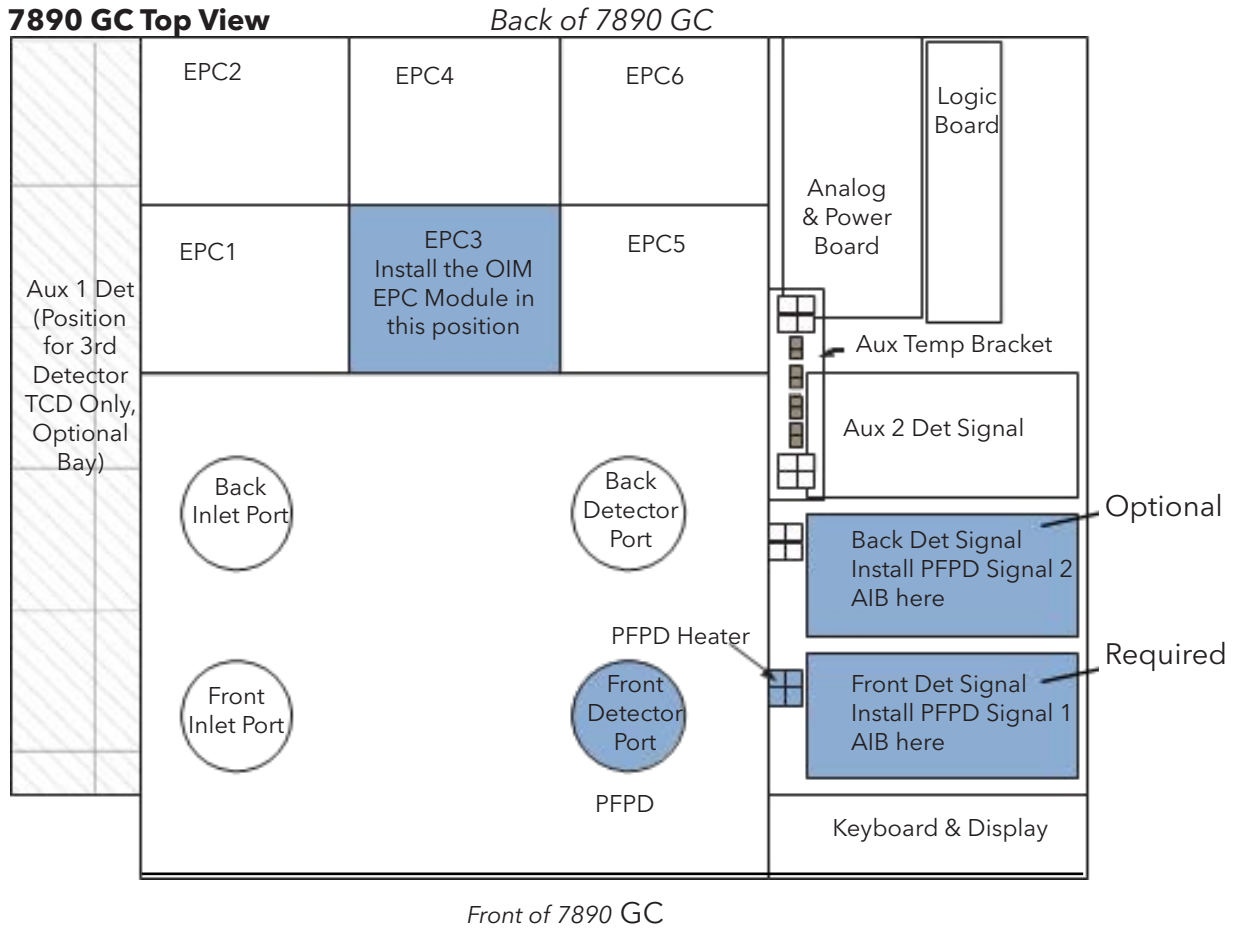 7890 GC Top View
Back of 7890 GC
EPC2
EPC4
EPC6
Logic
Board
Analog
& Power
Board
EPC1
EPC3
Install the OIM
EPC Module in
this position
EPC5
Aux 1 Det
(Position
for 3rd
Detector
TCD Only,
Optional
Bay)
Aux Temp Bracket
Aux 2 Det Signal
Back
Inlet Port
Back
Detector
Port
Optional
Back Det Signal
Install PFPD Signal 2
AIB here
PFPD Heater
Required
Front
Inlet Port
Front
Detector
Port
Front Det Signal
Install PFPD Signal 1
AIB here
PFPD
Keyboard & Display
Front of 7890 GC